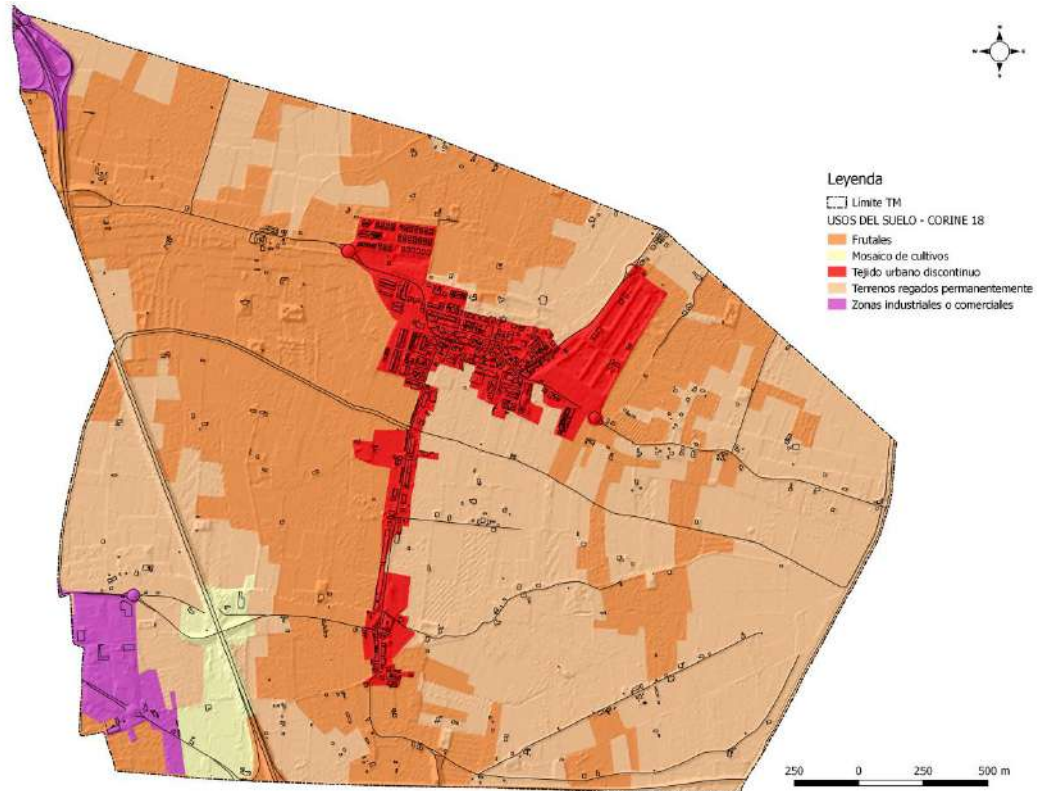 N
W E
S
Leyenda
Límite TM
USOS DEL SUELO - CORINE 18
Frutales
Mosaico de cultivos
Tejido urbano discontinuo
Terrenos regados permanentemente
Zonas industriales o comerciales
250 0 250 500 m